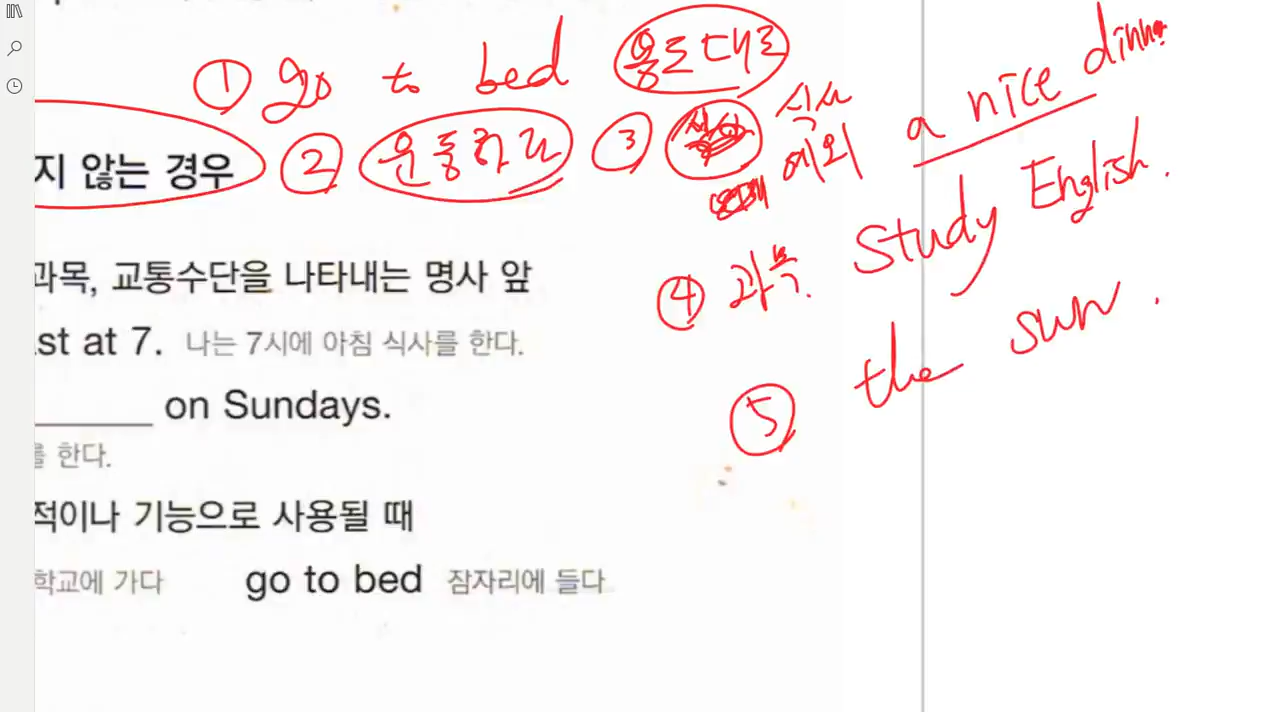 ① go to bed 용도대로
지 않는 경우 ② 운동하고 ③ 식사 예외 a nice dinner
④ 과목. Study English.
과목, 교통수단을 나타내는 명사 앞
st at 7. 나는 7시에 아침 식사를 한다.
⑤ the sun.
on Sundays.
를 한다.
적이나 기능으로 사용될 때
학교에 가다 go to bed 잠자리에 들다